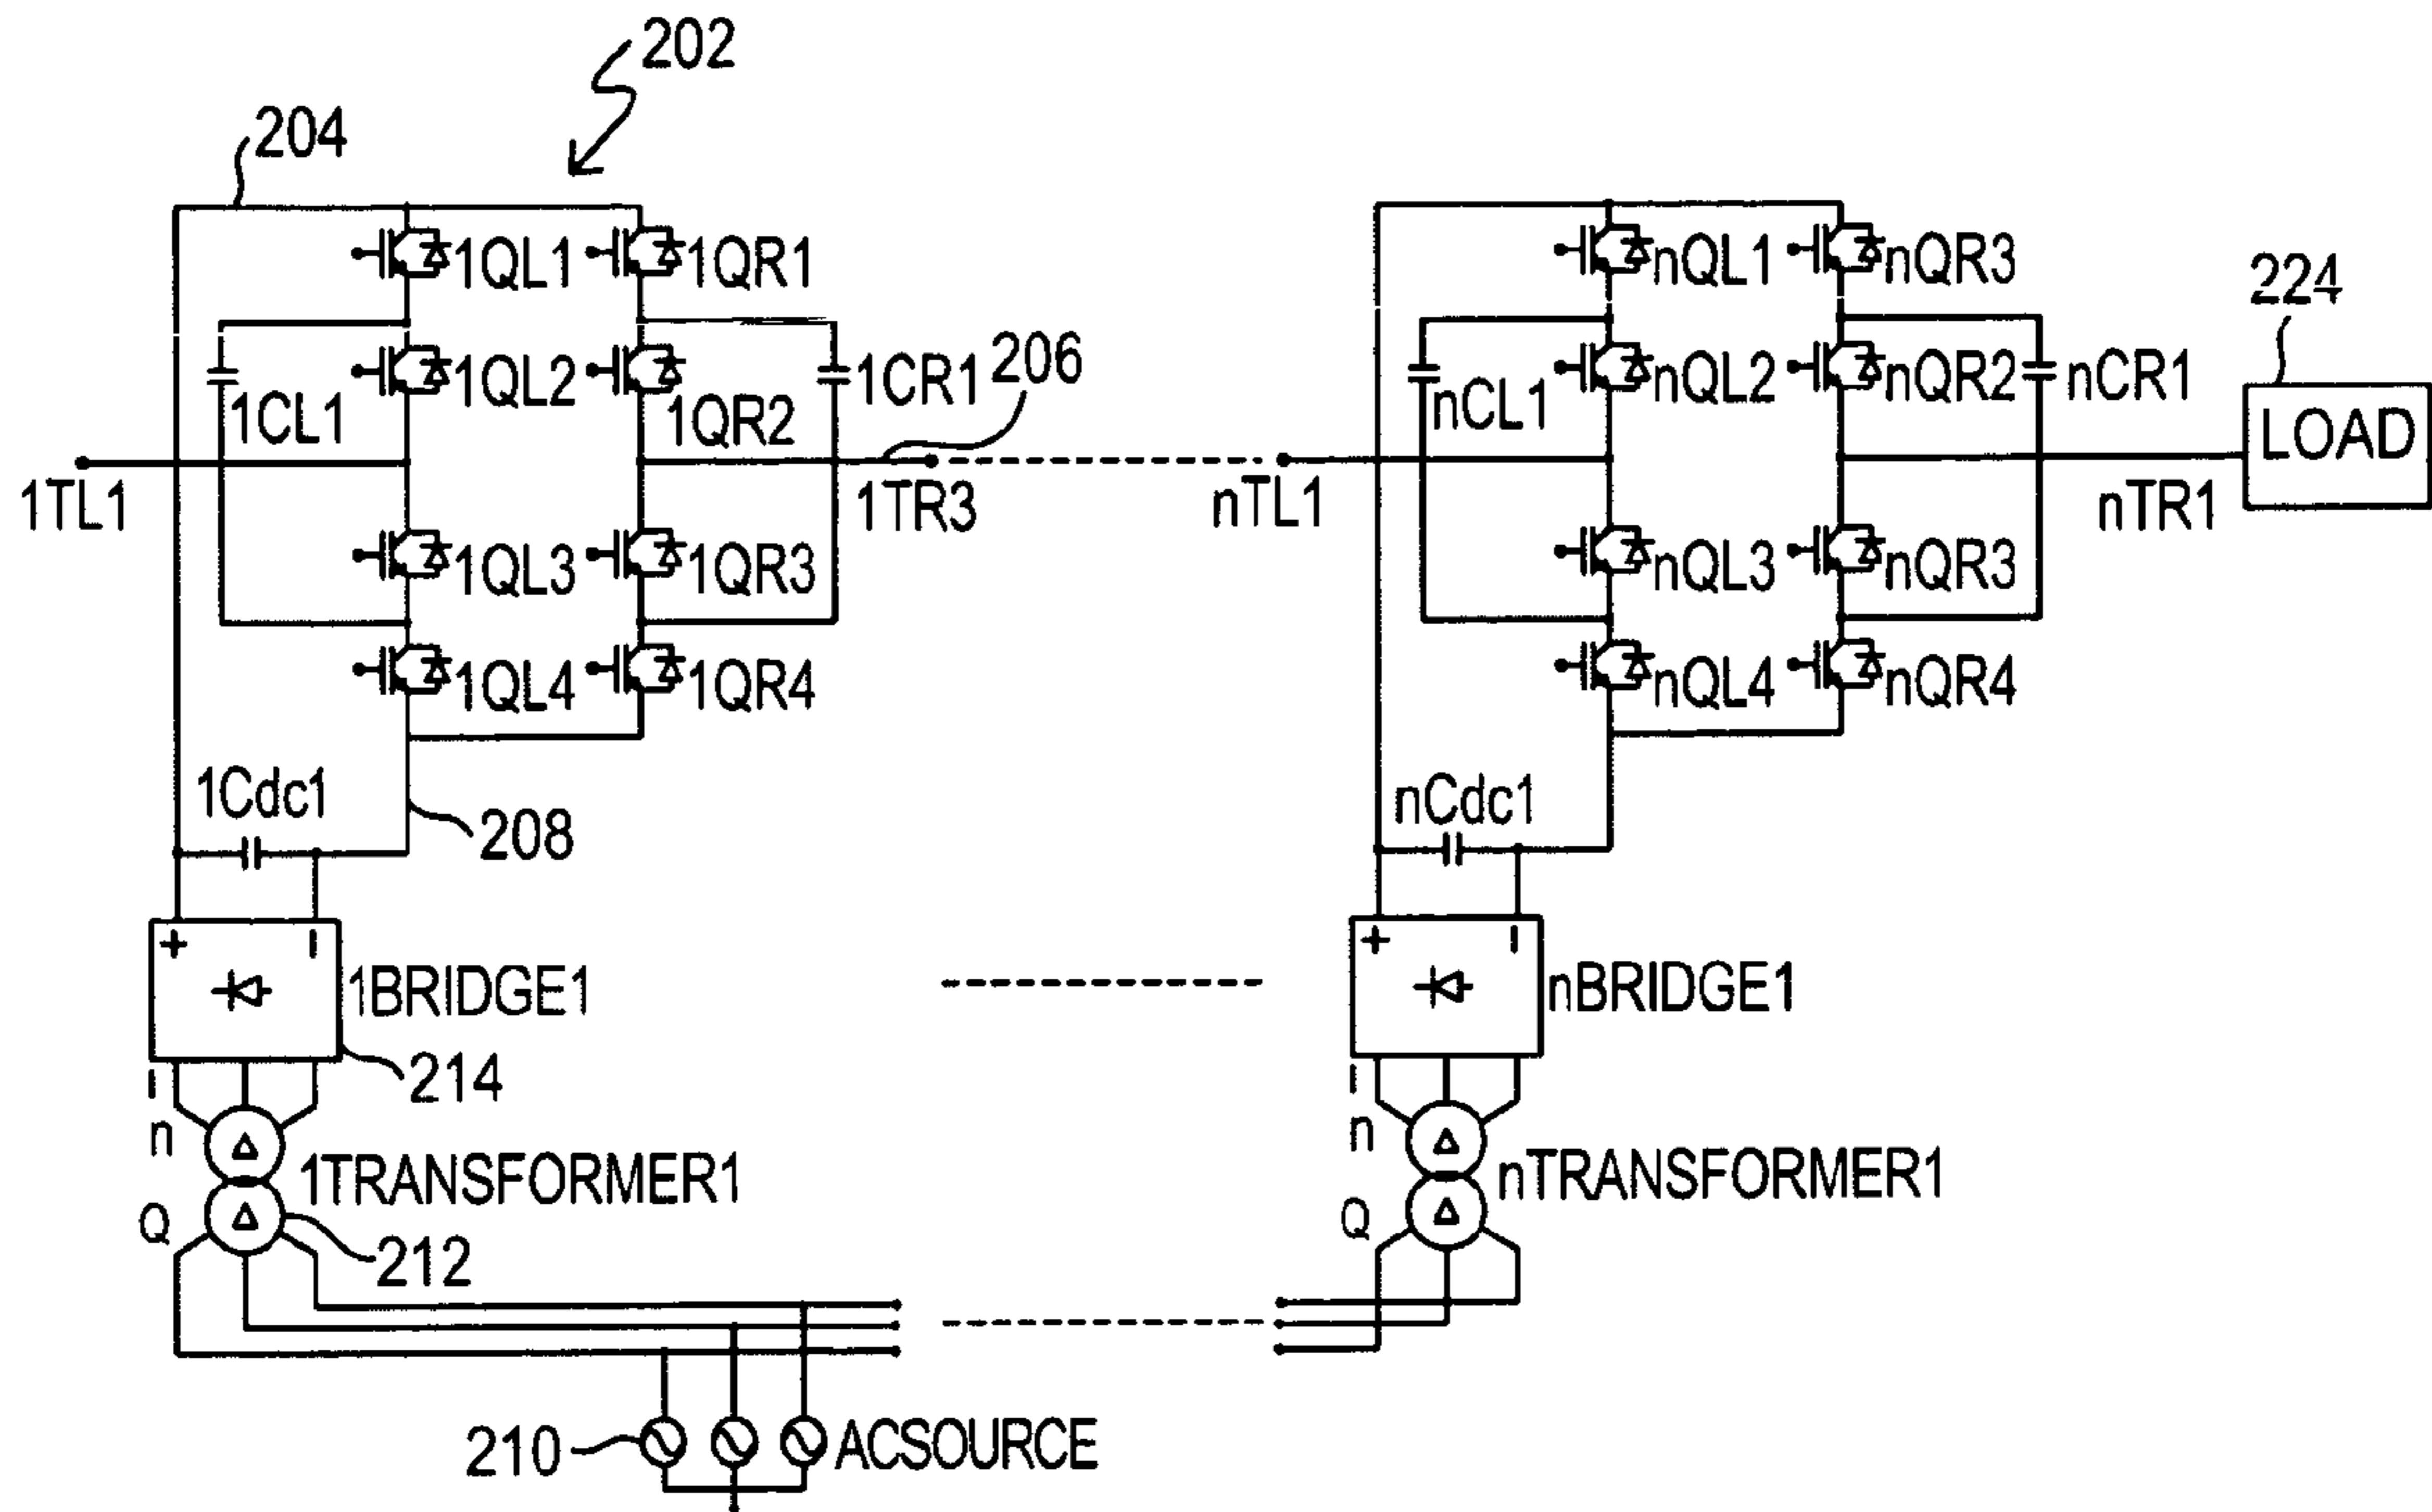 202
204
1QL1
1QR1
nQL1
nQR3
224
1CL1
1QL2
1QR2
1CR1
206
nCL1
nQL2
nQR2
nCR1
LOAD
1TL1
1TR3
nTL1
nTR1
1QL3
1QR3
nQL3
nQR3
1QL4
1QR4
nQL4
nQR4
1Cdc1
208
nCdc1
+ −
1BRIDGE1
+ −
nBRIDGE1
214
I
n
1TRANSFORMER1
Q
212
I
n
nTRANSFORMER1
Q
210
ACSOURCE